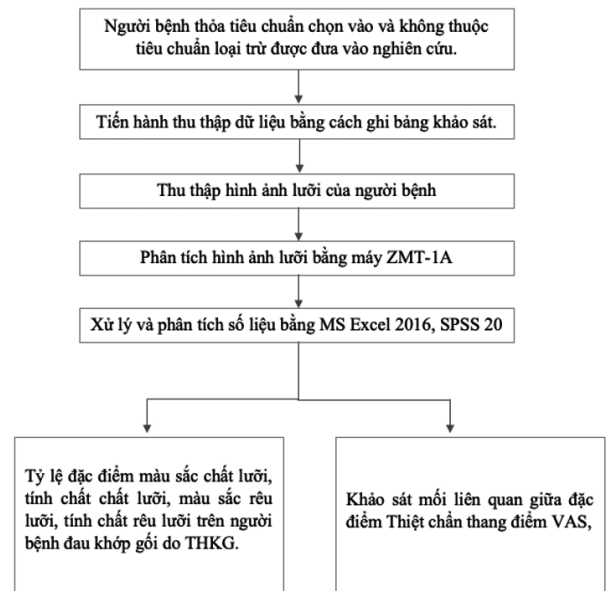 Người bệnh thỏa tiêu chuẩn chọn vào và không thuộc
tiêu chuẩn loại trừ được đưa vào nghiên cứu.
Tiến hành thu thập dữ liệu bằng cách ghi bảng khảo sát.
Thu thập hình ảnh lưỡi của người bệnh
Phân tích hình ảnh lưỡi bằng máy ZMT-1A
Xử lý và phân tích số liệu bằng MS Excel 2016, SPSS 20
Tỷ lệ đặc điểm màu sắc chất lưỡi,
tính chất chất lưỡi, màu sắc rêu
lưỡi, tính chất rêu lưỡi trên người
bệnh đau khớp gối do THKG.
Khảo sát mối liên quan giữa đặc
điểm Thiệt chẩn thang điểm VAS,